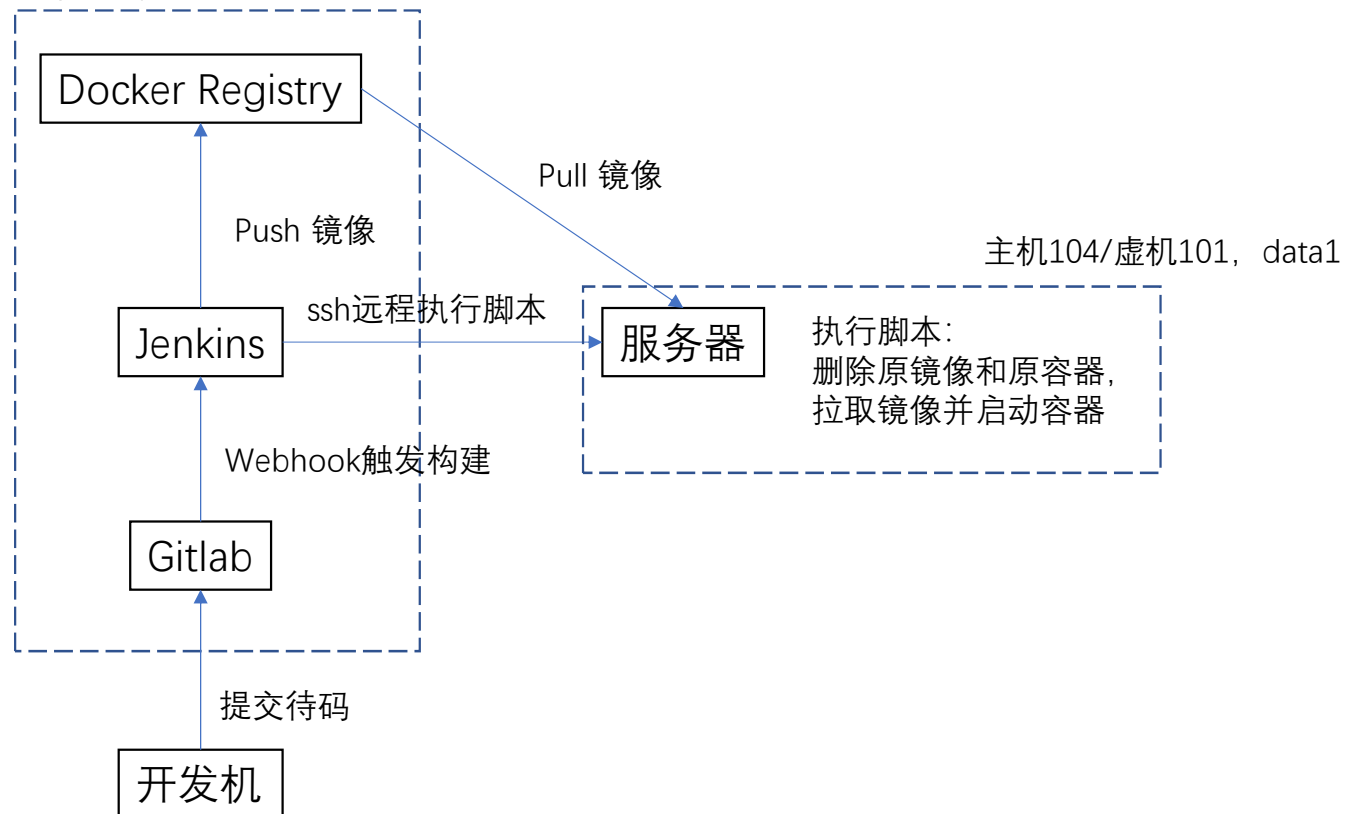 Docker Registry
Pull 镜像
Push 镜像
主机104/虚机101，data1
ssh远程执行脚本
Jenkins
服务器
执行脚本：
删除原镜像和原容器，
拉取镜像并启动容器
Webhook触发构建
Gitlab
提交待码
开发机